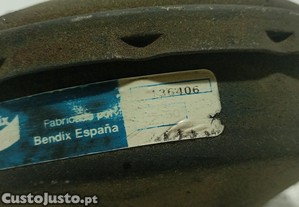 136406
Fabricado por
Bendix España
CustoJusto.pt